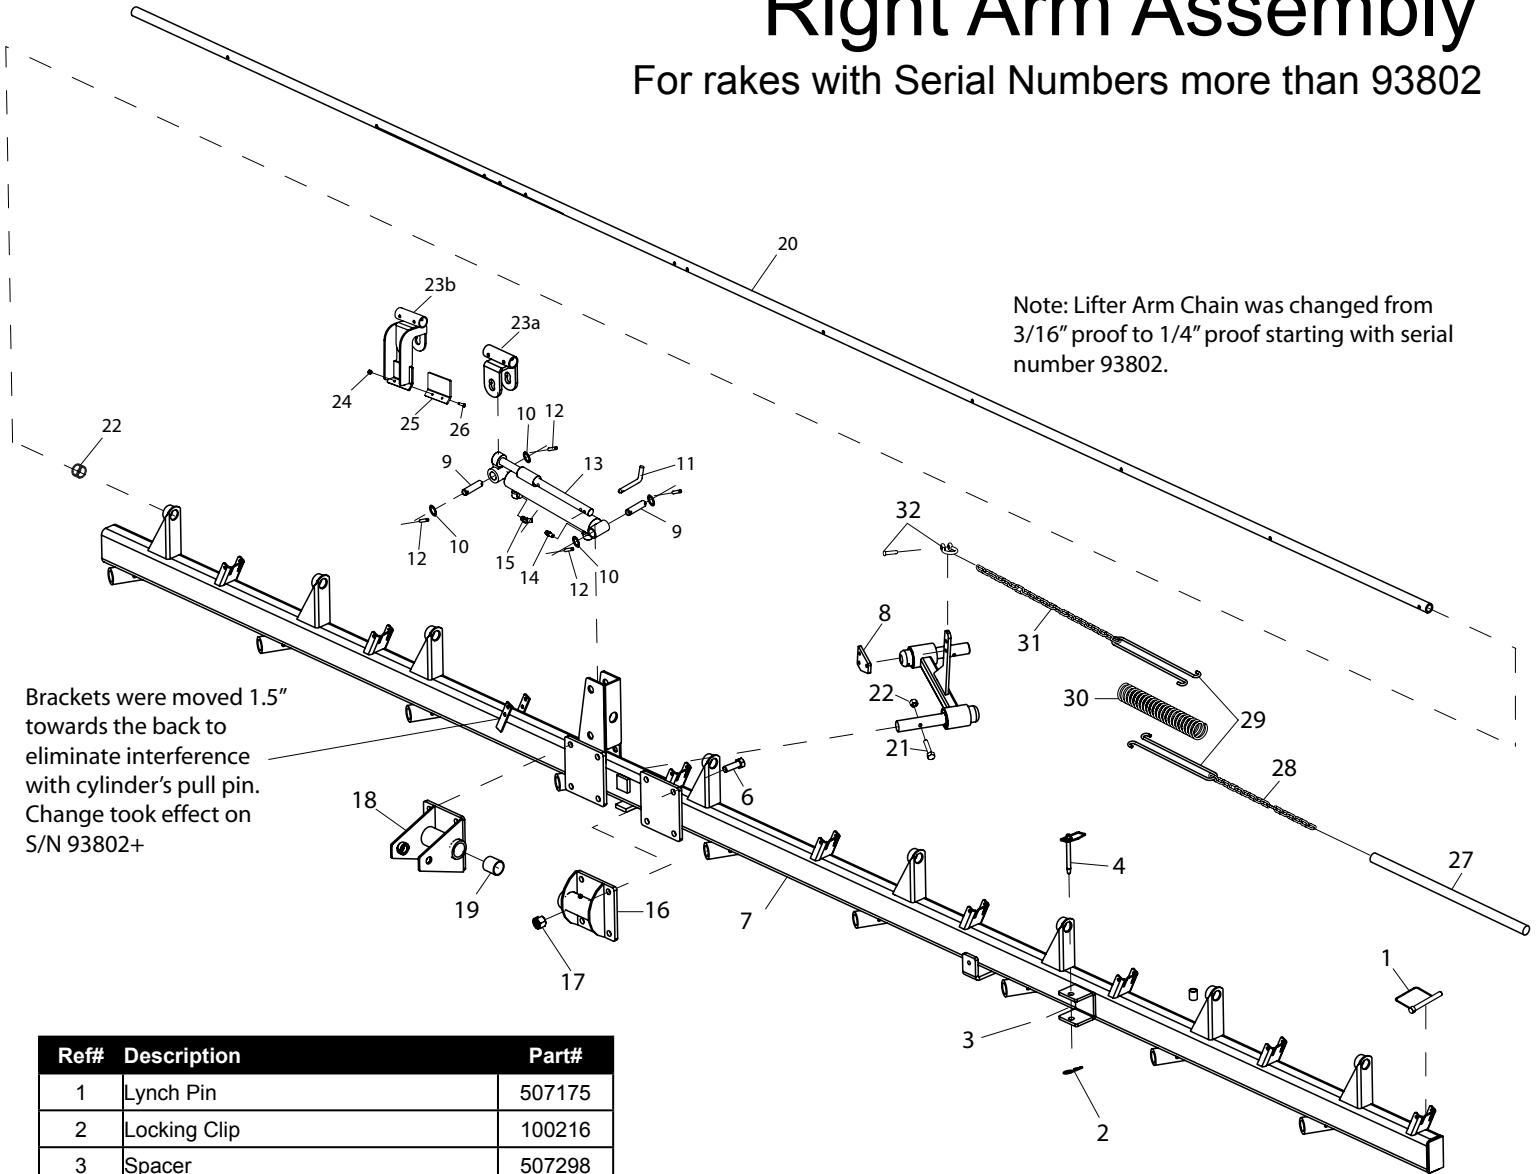 Right Arm Assembly
For rakes with Serial Numbers more than 93802
20
23b
Note: Lifter Arm Chain was changed from
3/16” proof to 1/4” proof starting with serial
number 93802.
23a
24
25
26
10
12
22
9
13
11
32
9
12
10
15
14
12
10
8
31
22
30
29
21
28
Brackets were moved 1.5”
towards the back to
eliminate interference
with cylinder’s pull pin.
Change took effect on
S/N 93802+
18
6
4
27
19
16
7
17
1
3
2
Ref# Description Part#
1 Lynch Pin 507175
2 Locking Clip 100216
3 Spacer 507298